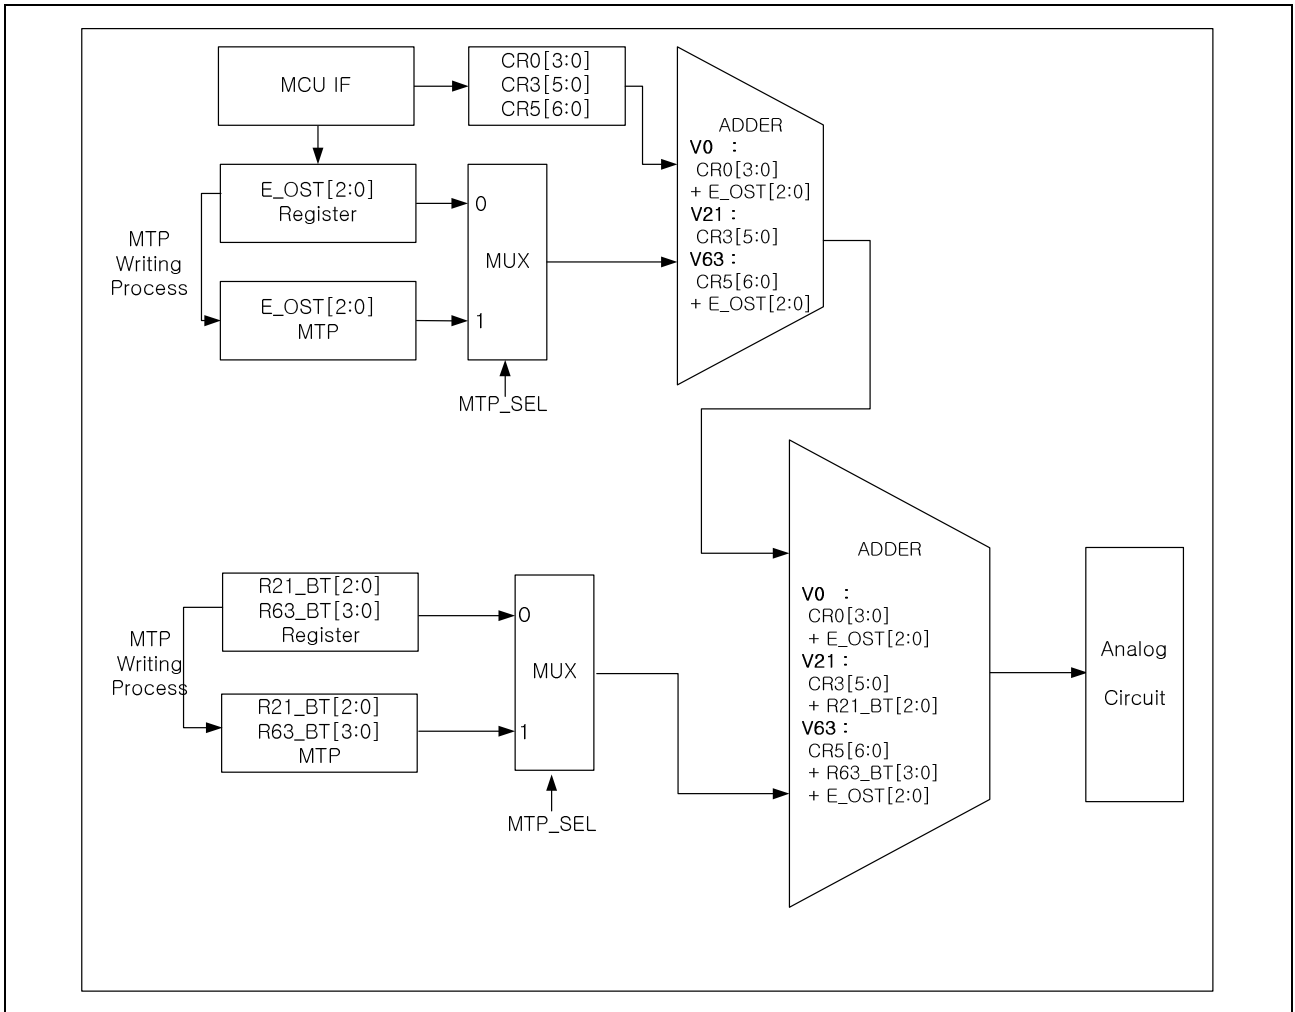 MCU IF
CR0[3:0]
CR3[5:0]
CR5[6:0]
E_OST[2:0]
Register
MTP
Writing
Process
E_OST[2:0]
MTP
0
MUX
1
MTP_SEL
ADDER
V0 :
CR0[3:0]
+ E_OST[2:0]
V21 :
CR3[5:0]
V63 :
CR5[6:0]
+ E_OST[2:0]
R21_BT[2:0]
R63_BT[3:0]
Register
MTP
Writing
Process
R21_BT[2:0]
R63_BT[3:0]
MTP
0
MUX
1
MTP_SEL
ADDER
V0 :
CR0[3:0]
+ E_OST[2:0]
V21 :
CR3[5:0]
+ R21_BT[2:0]
V63 :
CR5[6:0]
+ R63_BT[3:0]
+ E_OST[2:0]
Analog
Circuit